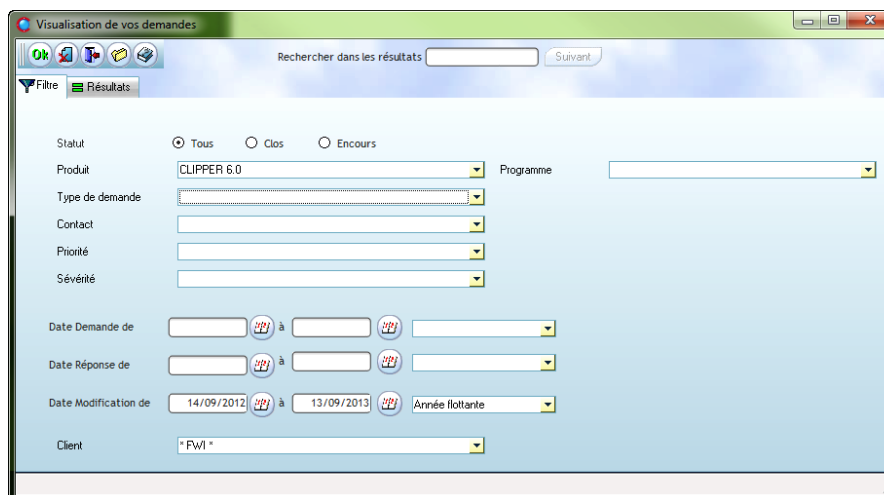 Visualisation de vos demandes
Ok
Rechercher dans les résultats Suivant
Filtre Résultats
Statut Tous Clos Encours
Produit CLIPPER 6.0 Programme
Type de demande
Contact
Priorité
Sévérité
Date Demande de à
Date Réponse de à
Date Modification de 14/09/2012 à 13/09/2013 Année flottante
Client * FWI *